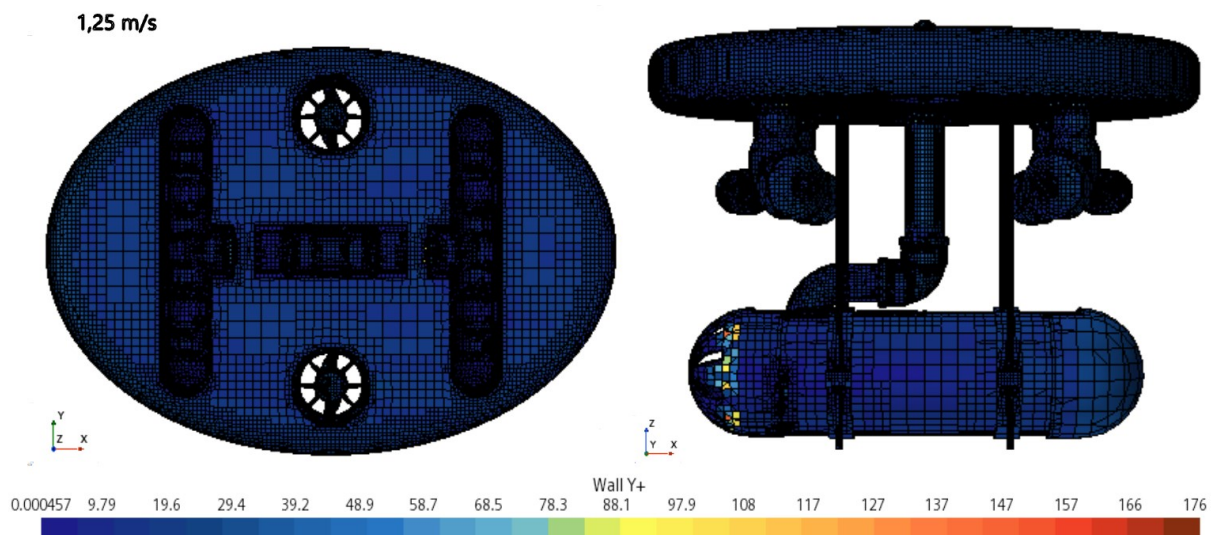 1,25 m/s
Y
Z X
Z
Y X
Wall Y+
0.000457 9.79 19.6 29.4 39.2 48.9 58.7 68.5 78.3 88.1 97.9 108 117 127 137 147 157 166 176